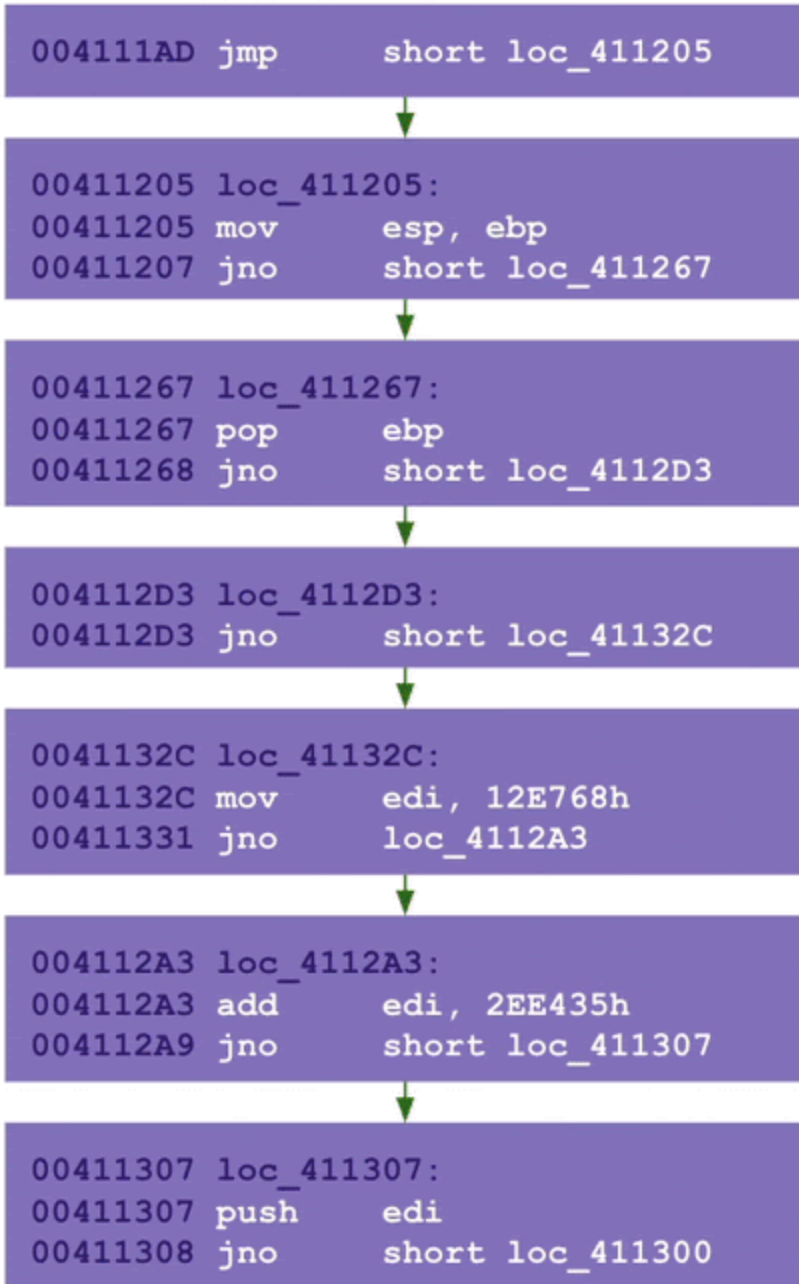 004111AD jmp short loc_411205
00411205 loc_411205:
00411205 mov esp, ebp
00411207 jno short loc_411267
00411267 loc_411267:
00411267 pop ebp
00411268 jno short loc_4112D3
004112D3 loc_4112D3:
004112D3 jno short loc_41132C
0041132C loc_41132C:
0041132C mov edi, 12E768h
00411331 jno loc_4112A3
004112A3 loc_4112A3:
004112A3 add edi, 2EE435h
004112A9 jno short loc_411307
00411307 loc_411307:
00411307 push edi
00411308 jno short loc_411300